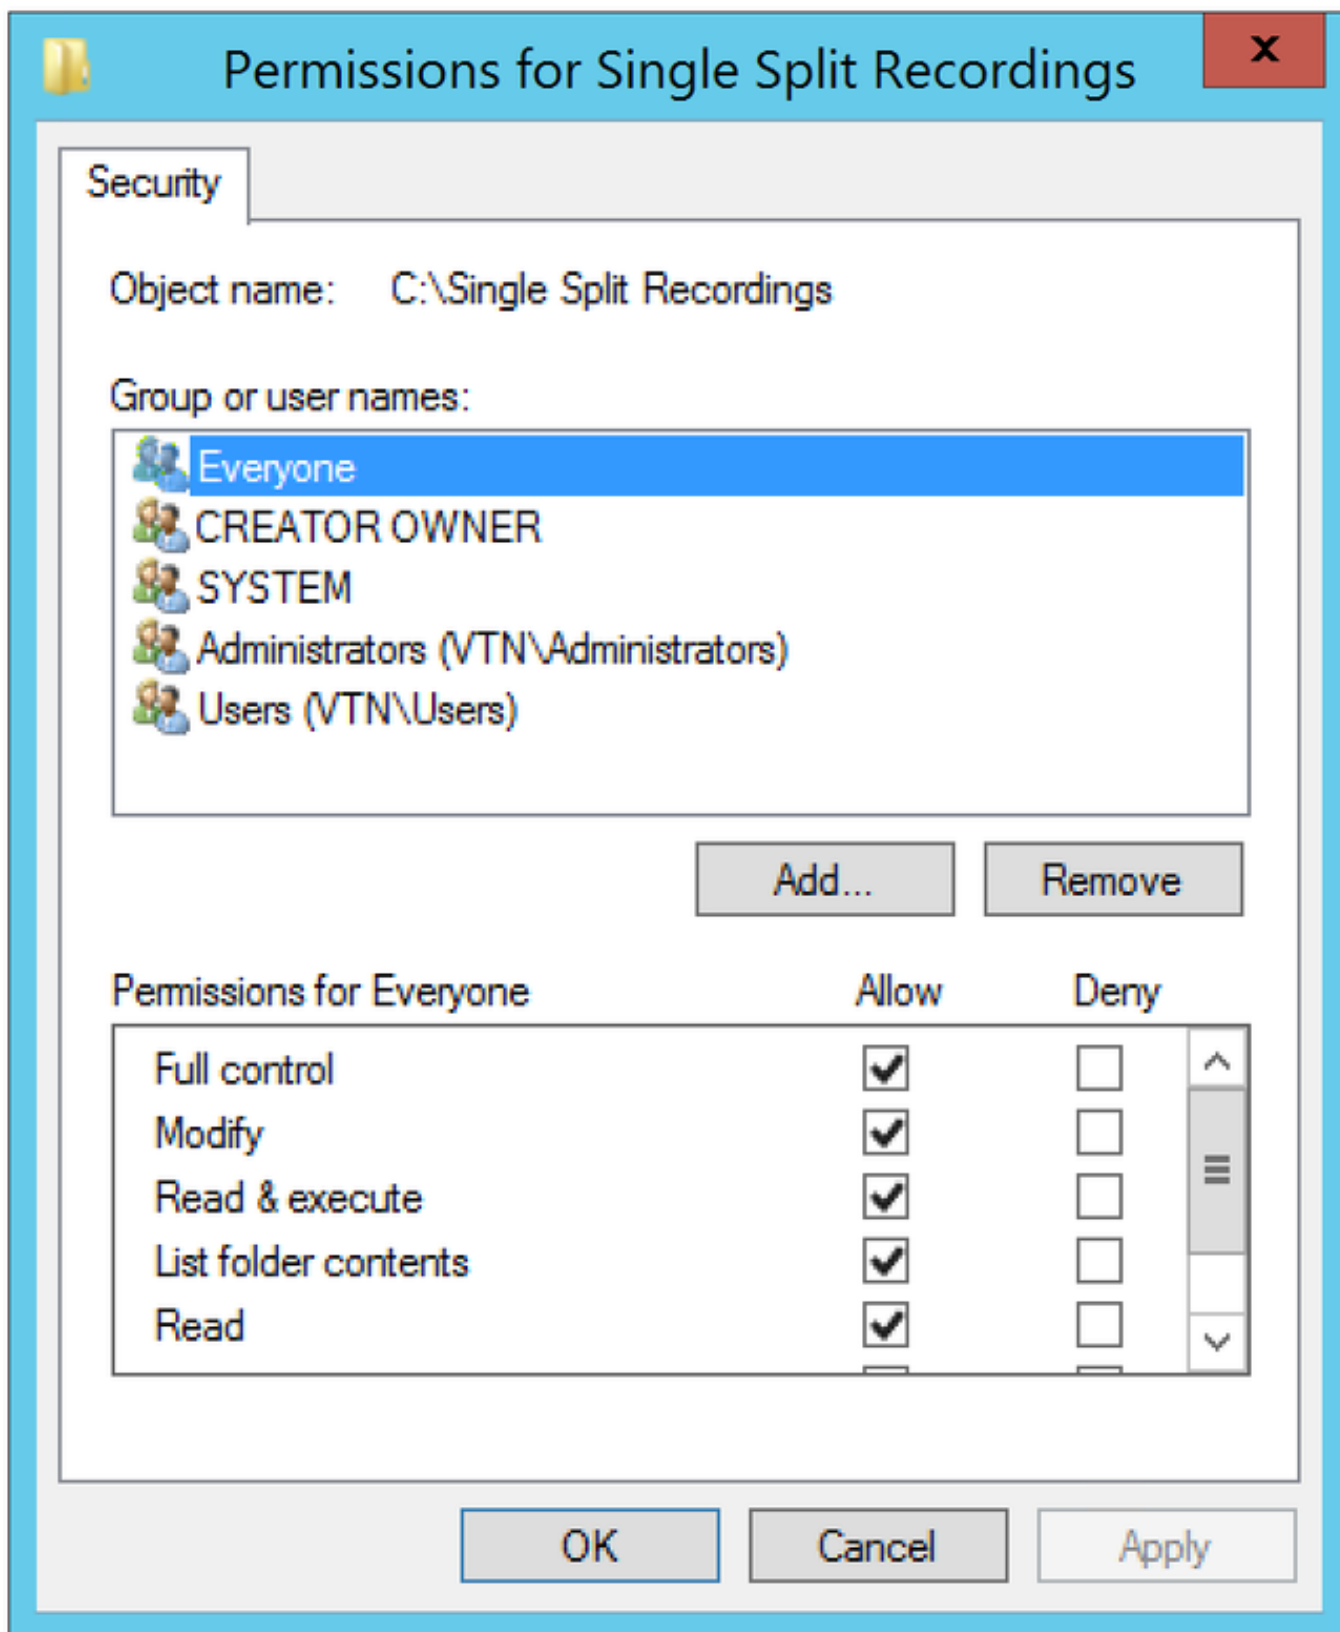 Permissions for Single Split Recordings
x
Security
Object name: C:\Single Split Recordings
Group or user names:
Everyone
CREATOR OWNER
SYSTEM
Administrators (VTN\Administrators)
Users (VTN\Users)
Add... Remove
Permissions for Everyone Allow Deny
Full control
Modify
Read & execute
List folder contents
Read
OK Cancel Apply